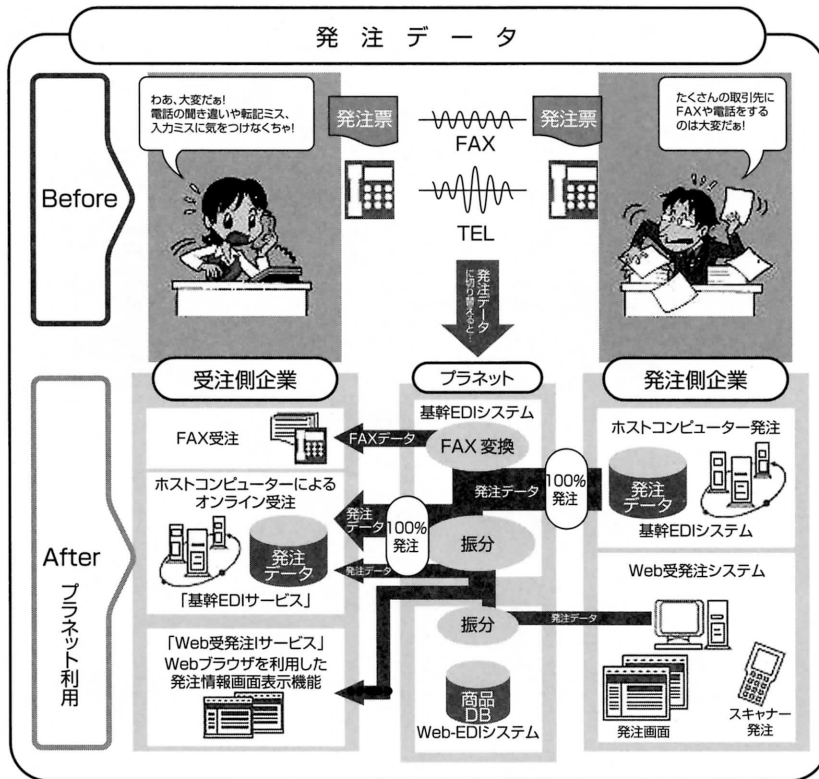 発注データ
Before
わあ、大変だぁ!
電話の聞き違いや転記ミス、
入力ミスに気をつけなくちゃ!
発注票
FAX
発注票
TEL
たくさんの取引先に
FAXや電話をする
のは大変だぁ!
発注データ
に切り替えると…
After
プラネット利用
受注側企業
プラネット
発注側企業
FAX受注
FAXデータ
基幹EDIシステム
FAX変換
ホストコンピューター発注
発注
データ
基幹EDIシステム
100%
発注
発注データ
ホストコンピューターによる
オンライン受注
発注
データ
「基幹EDIサービス」
発注
データ
100%
発注
発注データ
振分
Web受発注システム
発注データ
振分
「Web受発注Iサービス」
Webブラウザを利用した
発注情報画面表示機能
商品
DB
Web-EDIシステム
発注画面
スキャナー
発注